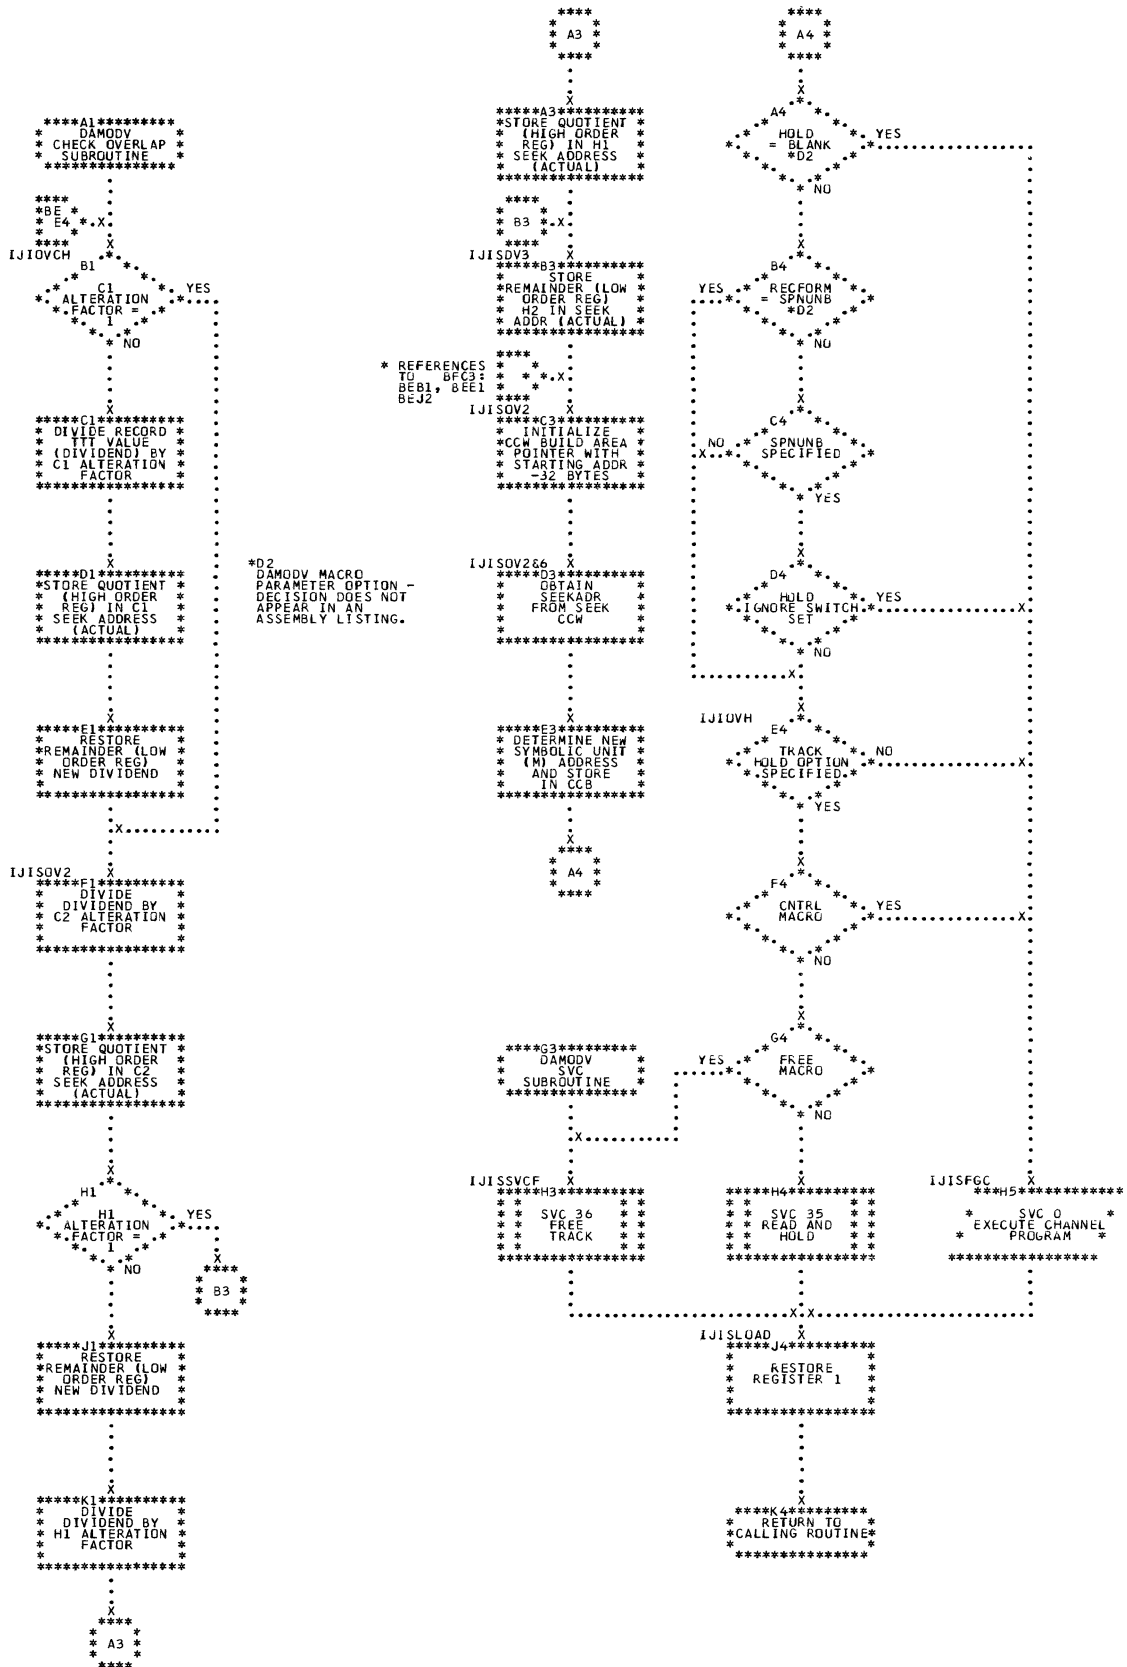 A1
DAMODV
CHECK OVERLAP
SUBROUTINE
BE
E4
IJIOVCH
B1
C1
ALTERATION
FACTOR =
1
YES
NO
C1
DIVIDE RECORD
TTT VALUE
(DIVIDEND) BY
C1 ALTERATION
FACTOR
D1
STORE QUOTIENT
(HIGH ORDER
REG) IN C1
SEEK ADDRESS
(ACTUAL)
E1
RESTORE
REMAINDER (LOW
ORDER REG)
NEW DIVIDEND
IJISOV2
F1
DIVIDE
DIVIDEND BY
C2 ALTERATION
FACTOR
G1
STORE QUOTIENT
(HIGH ORDER
REG) IN C2
SEEK ADDRESS
(ACTUAL)
H1
H1
ALTERATION
FACTOR =
1
YES
NO
B3
J1
RESTORE
REMAINDER (LOW
ORDER REG)
NEW DIVIDEND
K1
DIVIDE
DIVIDEND BY
H1 ALTERATION
FACTOR
A3
*D2
DAMODV MACRO
PARAMETER OPTION -
DECISION DOES NOT
APPEAR IN AN
ASSEMBLY LISTING.
A3
A3
STORE QUOTIENT
(HIGH ORDER
REG) IN H1
SEEK ADDRESS
(ACTUAL)
B3
IJISDV3
B3
STORE
REMAINDER (LOW
ORDER REG)
H2 IN SEEK
ADDR (ACTUAL)
* REFERENCES
TO BFC3:
BEB1, BEE1
BEJ2
*
IJISOV2
C3
INITIALIZE
CCW BUILD AREA
POINTER WITH
STARTING ADDR
-32 BYTES
IJISOV2&6
D3
OBTAIN
SEEKADR
FROM SEEK
CCW
E3
DETERMINE NEW
SYMBOLIC UNIT
(M) ADDRESS
AND STORE
IN CCB
A4
G3
DAMODV
SVC
SUBROUTINE
IJISSVCF
H3
SVC 36
FREE
TRACK
A4
A4
HOLD
= BLANK
*D2
YES
NO
B4
RECFORM
= SPNUNB
*D2
YES
NO
C4
SPNUNB
SPECIFIED
NO
YES
D4
HOLD
IGNORE SWITCH
SET
YES
NO
IJIOVH
E4
TRACK
HOLD OPTION
SPECIFIED
NO
YES
F4
CNTRL
MACRO
YES
NO
G4
FREE
MACRO
YES
NO
H4
SVC 35
READ AND
HOLD
IJISFGC
H5
SVC 0
EXECUTE CHANNEL
PROGRAM
IJISLOAD
J4
RESTORE
REGISTER 1
K4
RETURN TO
CALLING ROUTINE